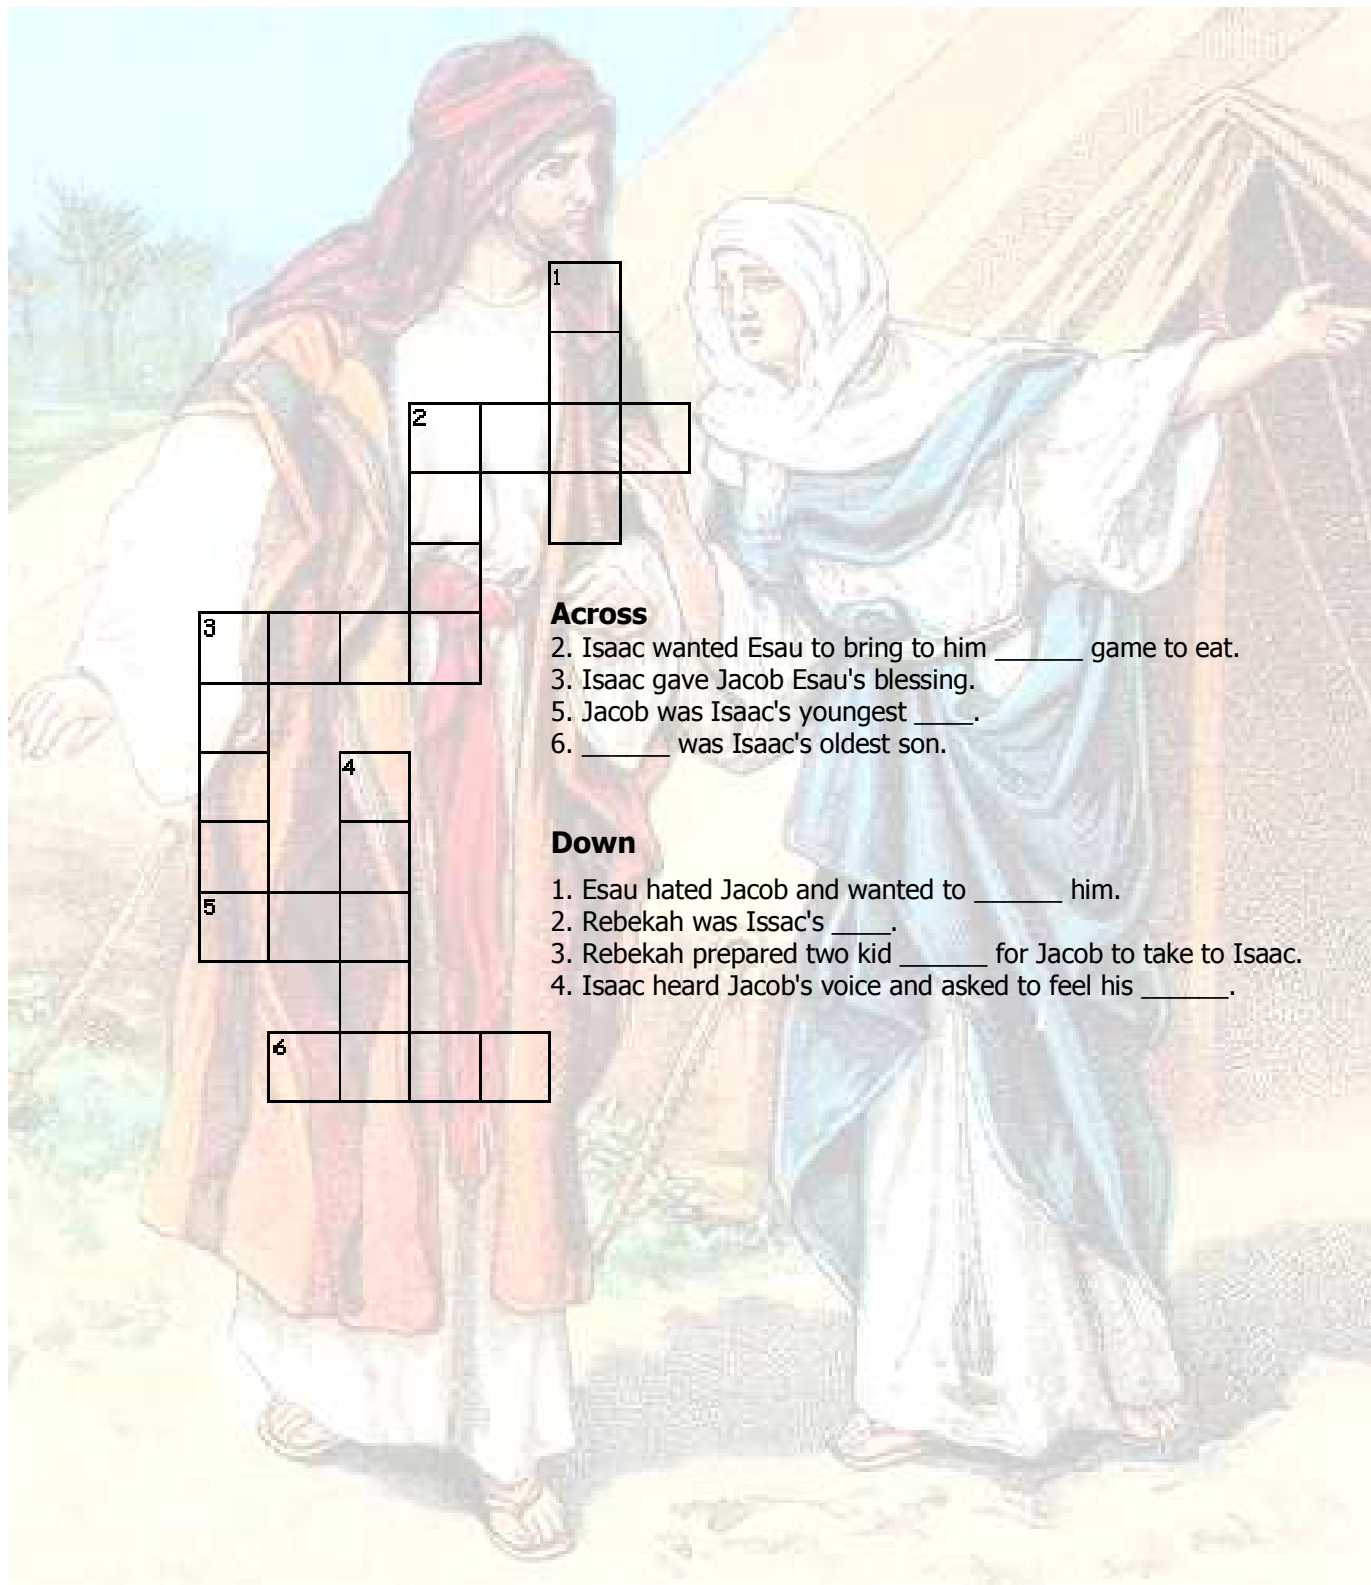 1
2
3
4
5
6
Across
2. Isaac wanted Esau to bring to him ______ game to eat.
3. Isaac gave Jacob Esau's blessing.
5. Jacob was Isaac's youngest ____.
6. ______ was Isaac's oldest son.
Down
1. Esau hated Jacob and wanted to ______ him.
2. Rebekah was Issac's ____.
3. Rebekah prepared two kid ______ for Jacob to take to Isaac.
4. Isaac heard Jacob's voice and asked to feel his ______.